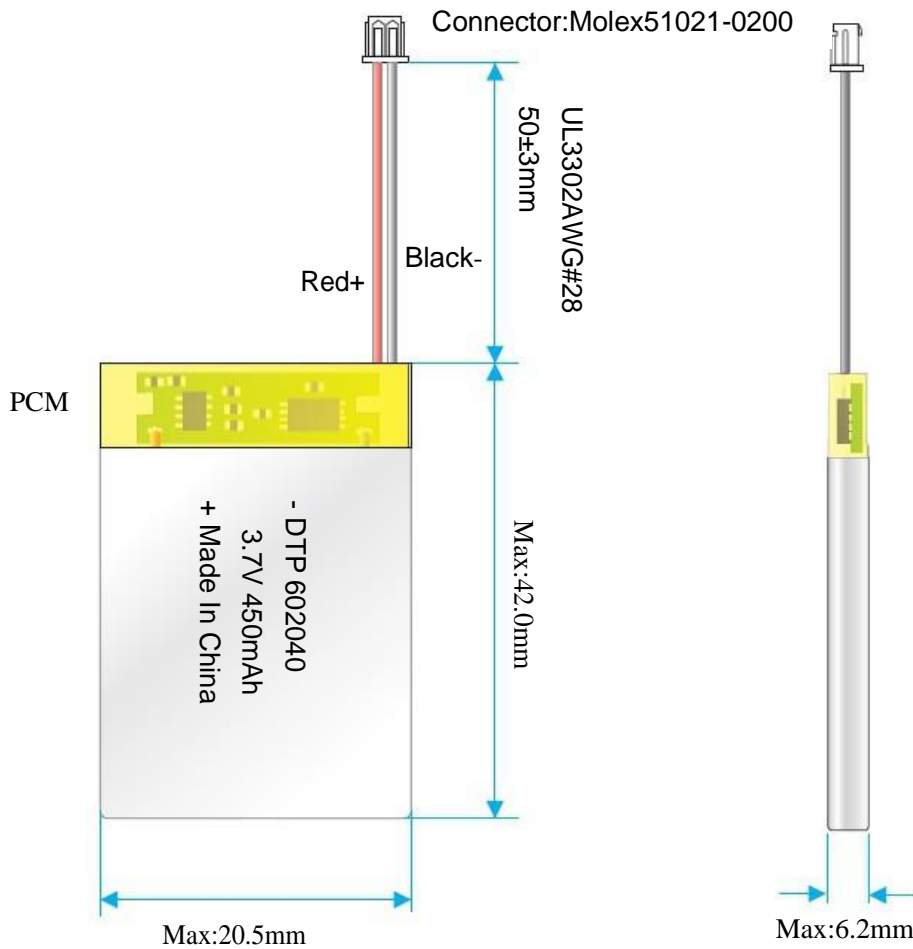 Connector:Molex51021-0200
UL3302AWG#28
50±3mm
Black-
Red+
PCM
- DTP 602040
3.7V 450mAh
+ Made In China
Max:42.0mm
Max:20.5mm
Max:6.2mm